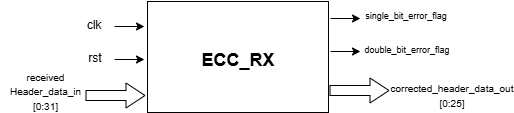 clk
rst
received
Header_data_in
[0:31]
ECC_RX
single_bit_error_flag
double_bit_error_flag
corrected_header_data_out
[0:25]